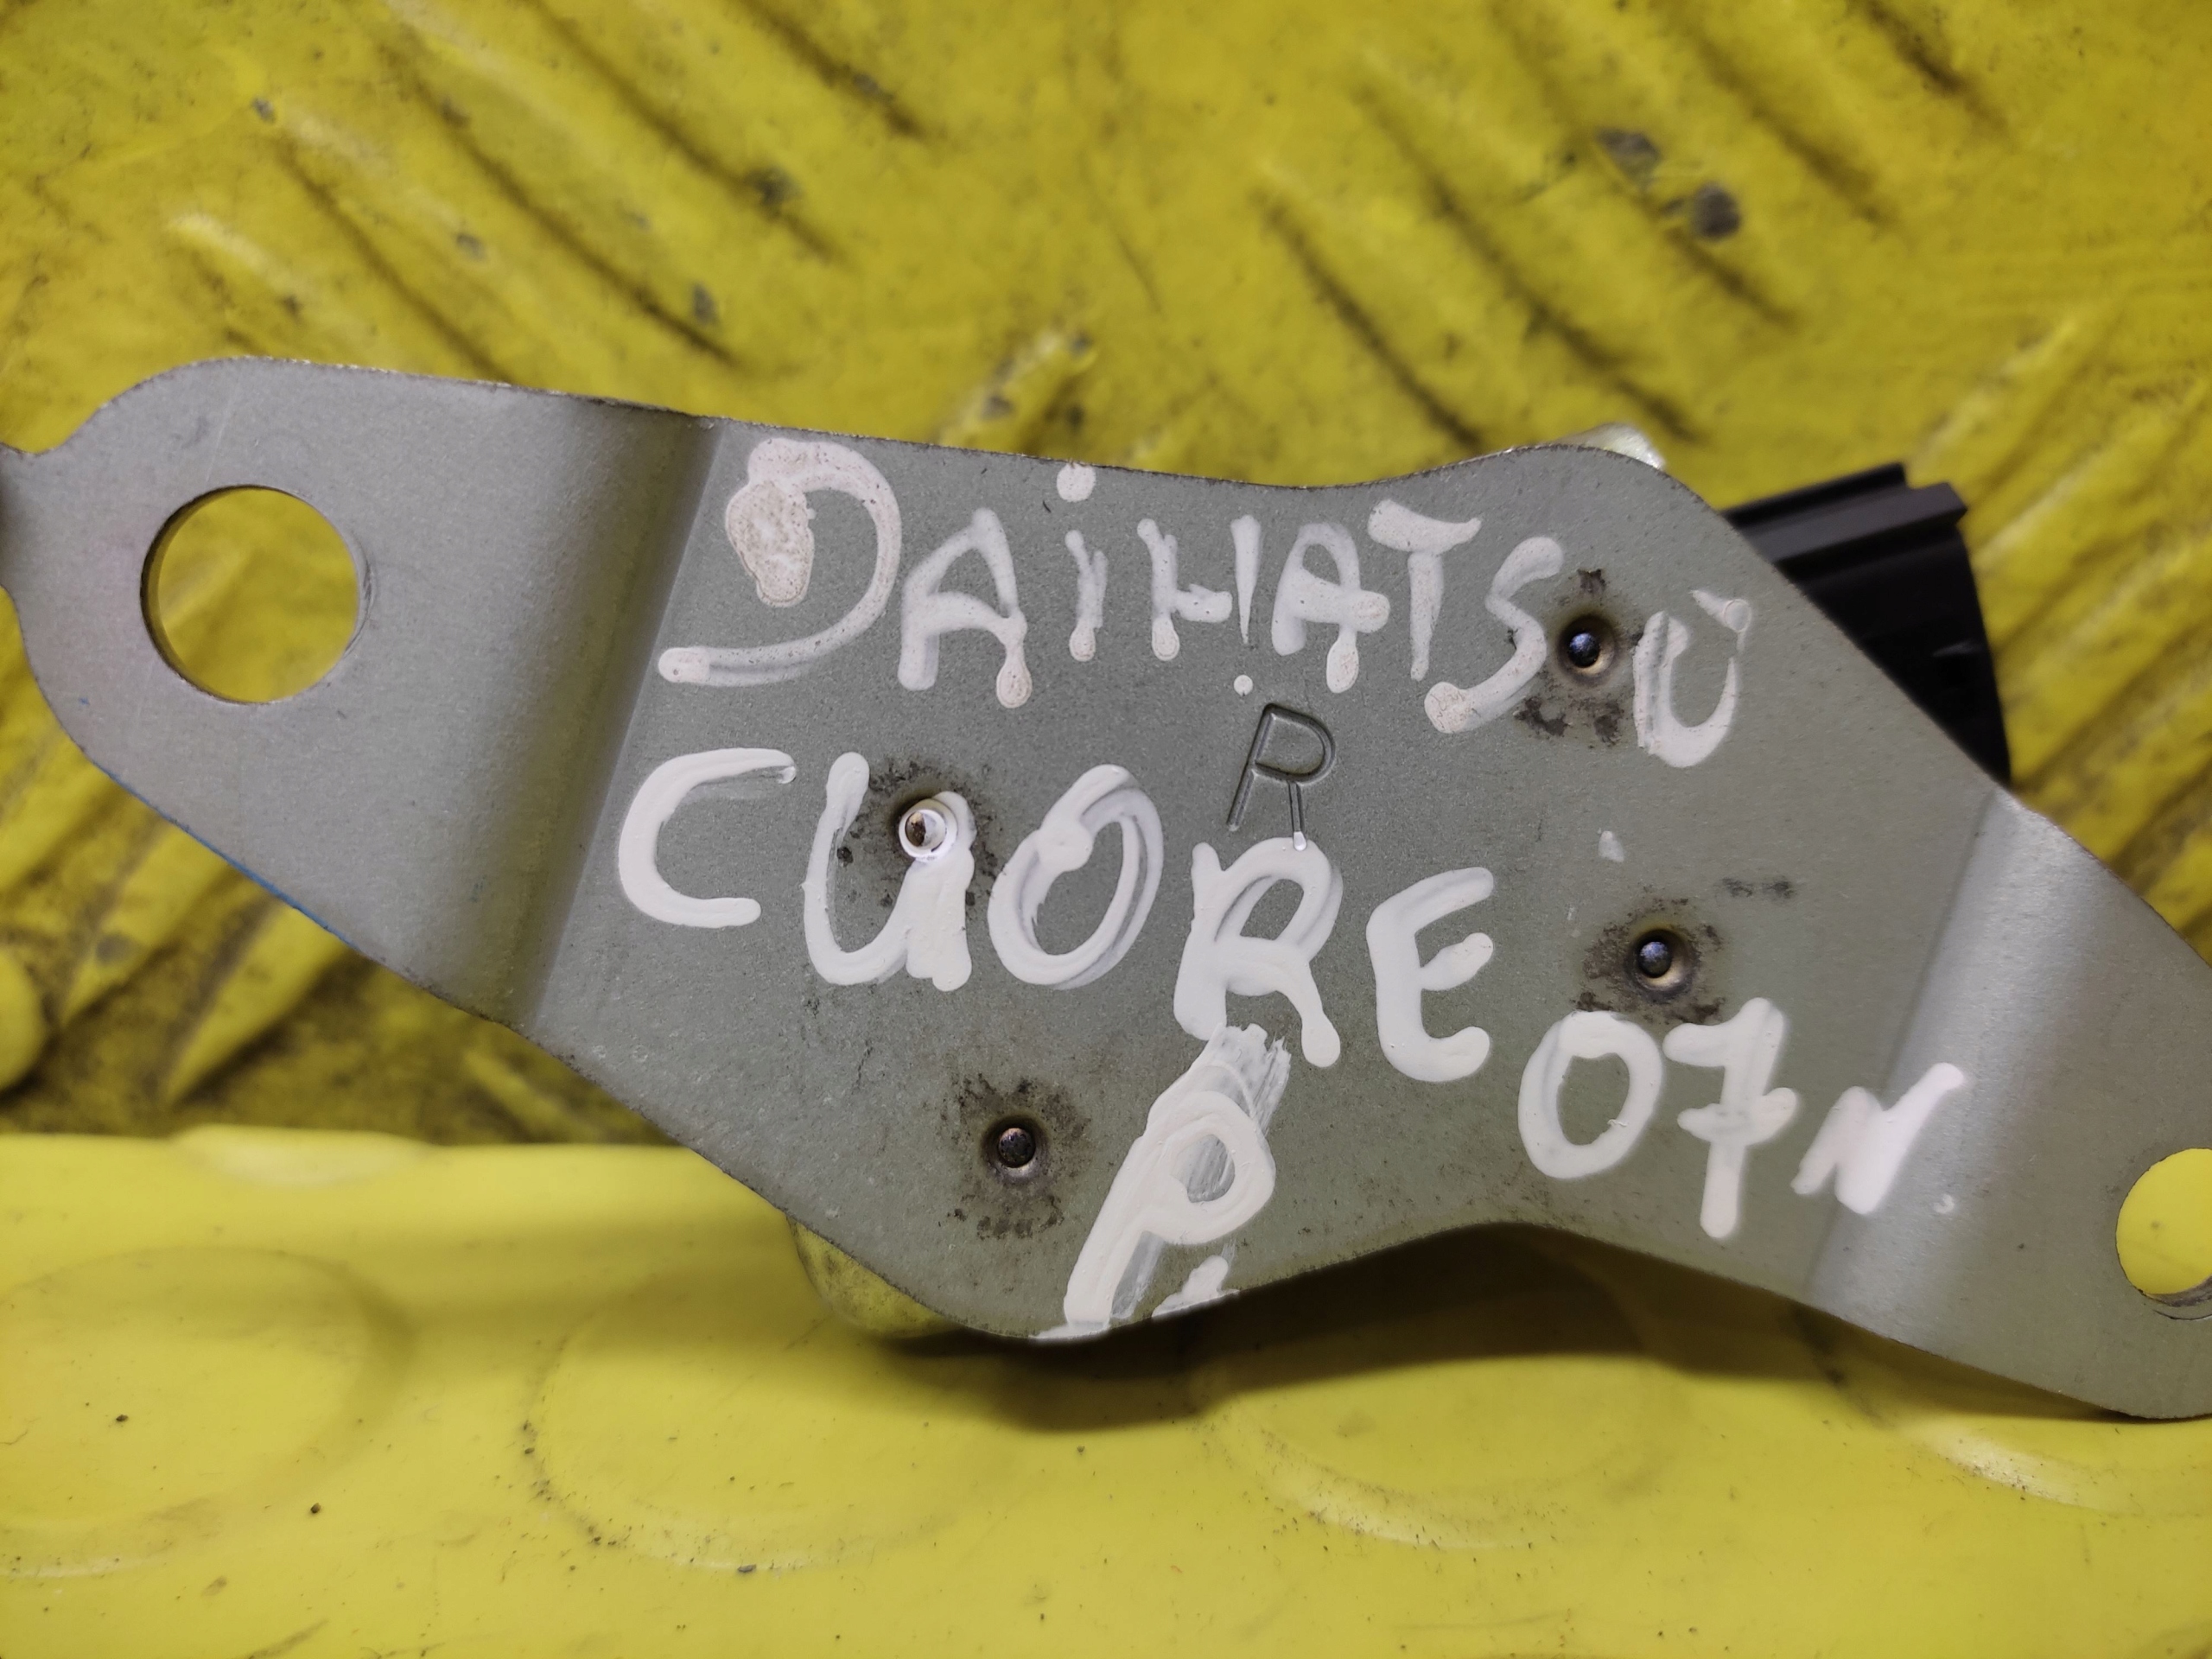 DAIHATSU
R
CUORE 07N.
P